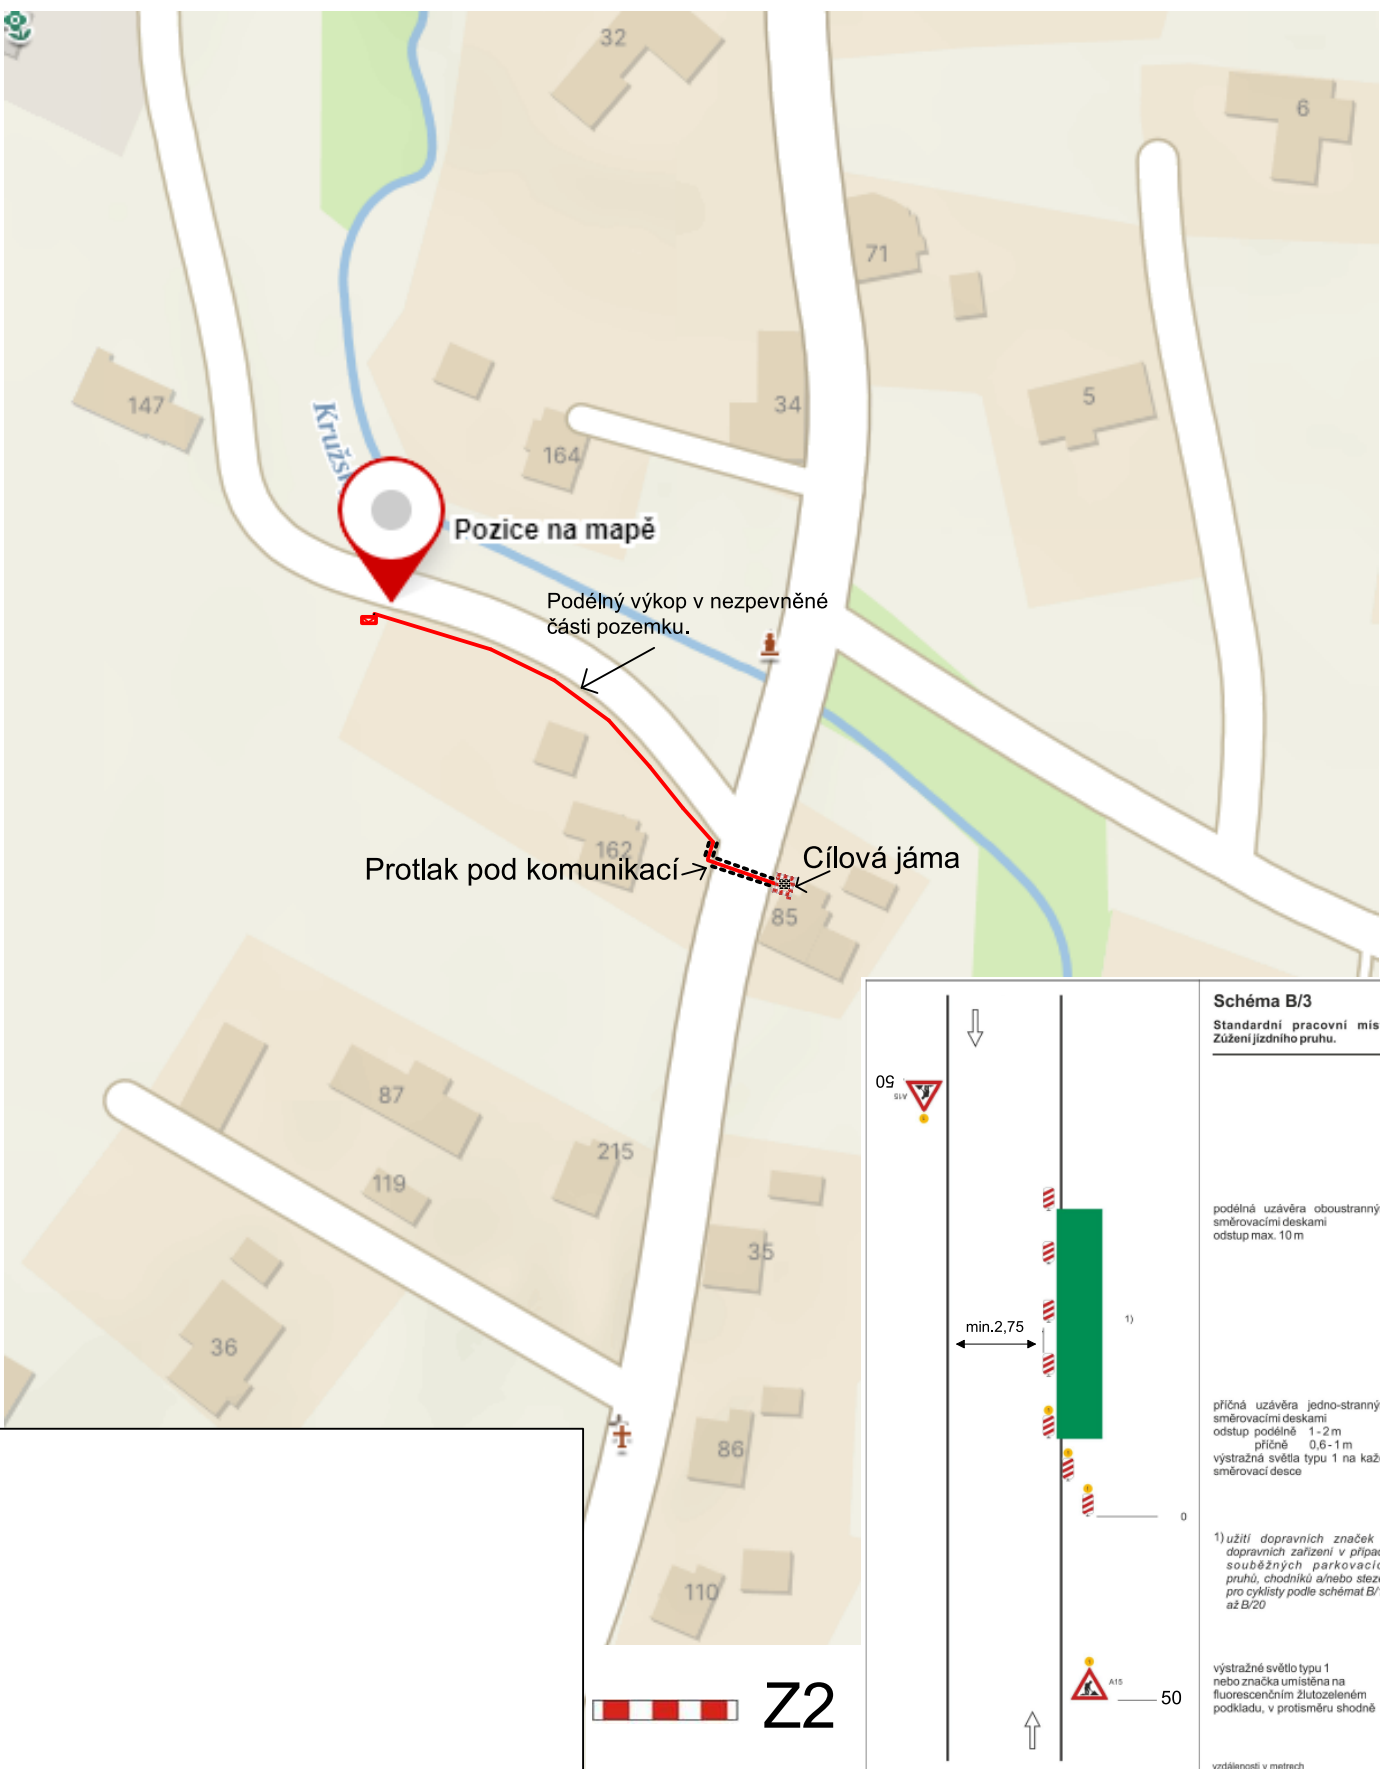 32
6
71
147
34
5
164
Kružs
Pozice na mapě
Podélný výkop v nezpevněné
části pozemku.
162
Protlak pod komunikací
Cílová jáma
85
87
215
119
35
36
86
110
Z2
Schéma B/3
Standardní pracovní mís
Zúžení jízdního pruhu.
50
A15
podélná uzávěra oboustranný
směrovacími deskami
odstup max. 10 m
1)
min.2,75
příčná uzávěra jedno-stranný
směrovacími deskami
odstup podélně 1 - 2 m
příčně 0,6 - 1 m
výstražná světla typu 1 na kaž
směrovací desce
0
1) užití dopravních značek
dopravních zařízení v přípa
souběžných parkovací
pruhů, chodníků a/nebo steze
pro cyklisty podle schémat B/
až B/20
výstražné světlo typu 1
nebo značka umístěna na
fluorescenčním žlutozeleném
podkladu, v protisměru shodně
A15
50
vzdálenosti v metrech